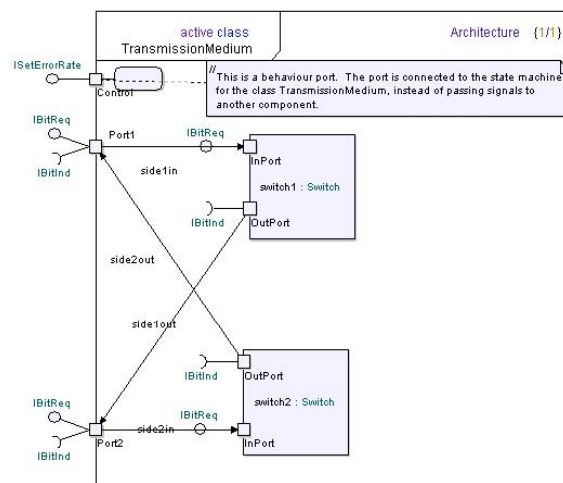 active class
TransmissionMedium
Architecture {1/1}
ISetErrorRate
Control
//
This is a behaviour port. The port is connected to the state machine
for the class TransmissionMedium, instead of passing signals to
another component.
IBitReq
Port1
IBitReq
IBitInd
side1in
InPort
switch1 : Switch
IBitInd
OutPort
side2out
side1out
IBitInd
OutPort
switch2 : Switch
IBitReq
IBitReq
side2in
InPort
Port2
IBitInd